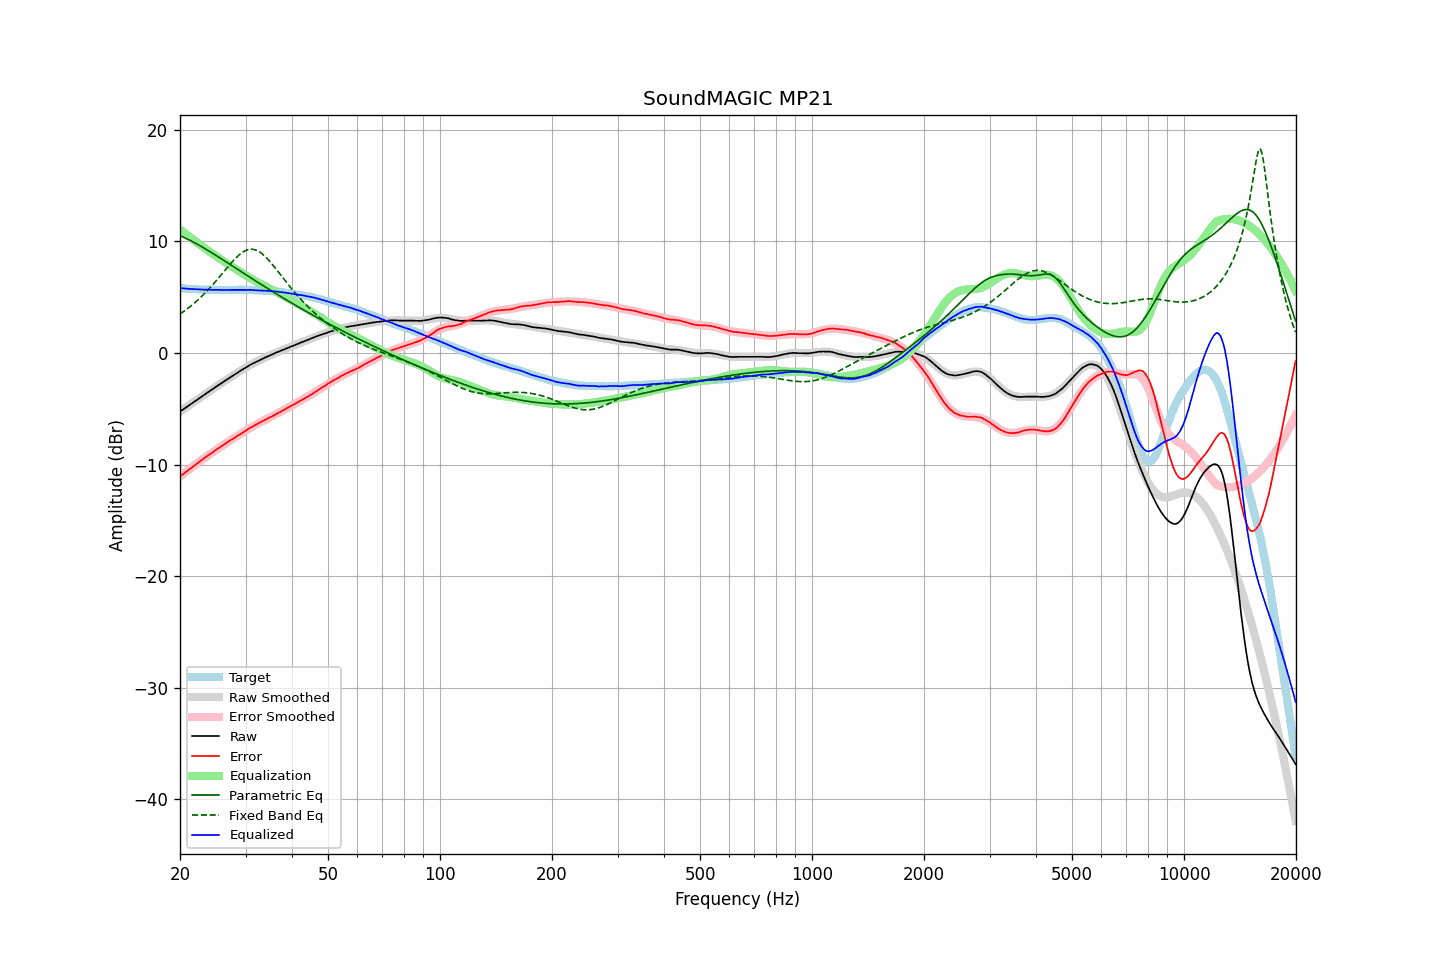 SoundMAGIC MP21
20
10
0
−10
−20
−30
−40
Amplitude (dBr)
Target
Raw Smoothed
Error Smoothed
Raw
Error
Equalization
Parametric Eq
Fixed Band Eq
Equalized
20 50 100 200 500 1000 2000 5000 10000 20000
Frequency (Hz)